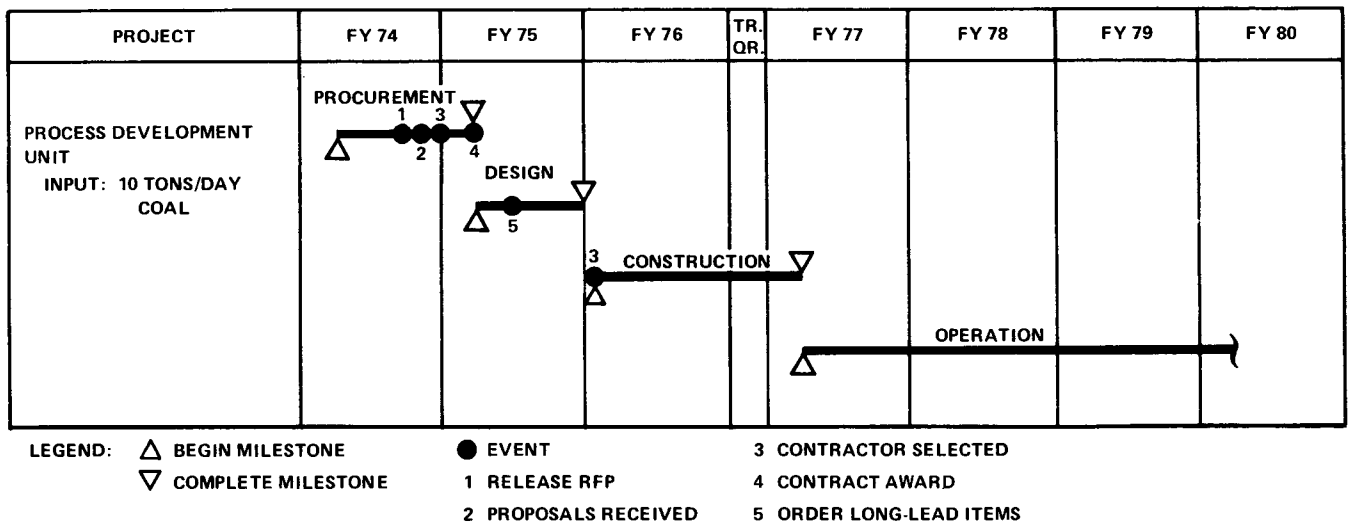 PROJECT FY 74 FY 75 FY 76 TR. QR. FY 77 FY 78 FY 79 FY 80
PROCUREMENT
1 3
2 4
PROCESS DEVELOPMENT
UNIT
INPUT: 10 TONS/DAY
COAL
DESIGN
5
3 CONSTRUCTION
OPERATION
LEGEND: △ BEGIN MILESTONE ● EVENT 3 CONTRACTOR SELECTED
▽ COMPLETE MILESTONE 1 RELEASE RFP 4 CONTRACT AWARD
2 PROPOSALS RECEIVED 5 ORDER LONG-LEAD ITEMS